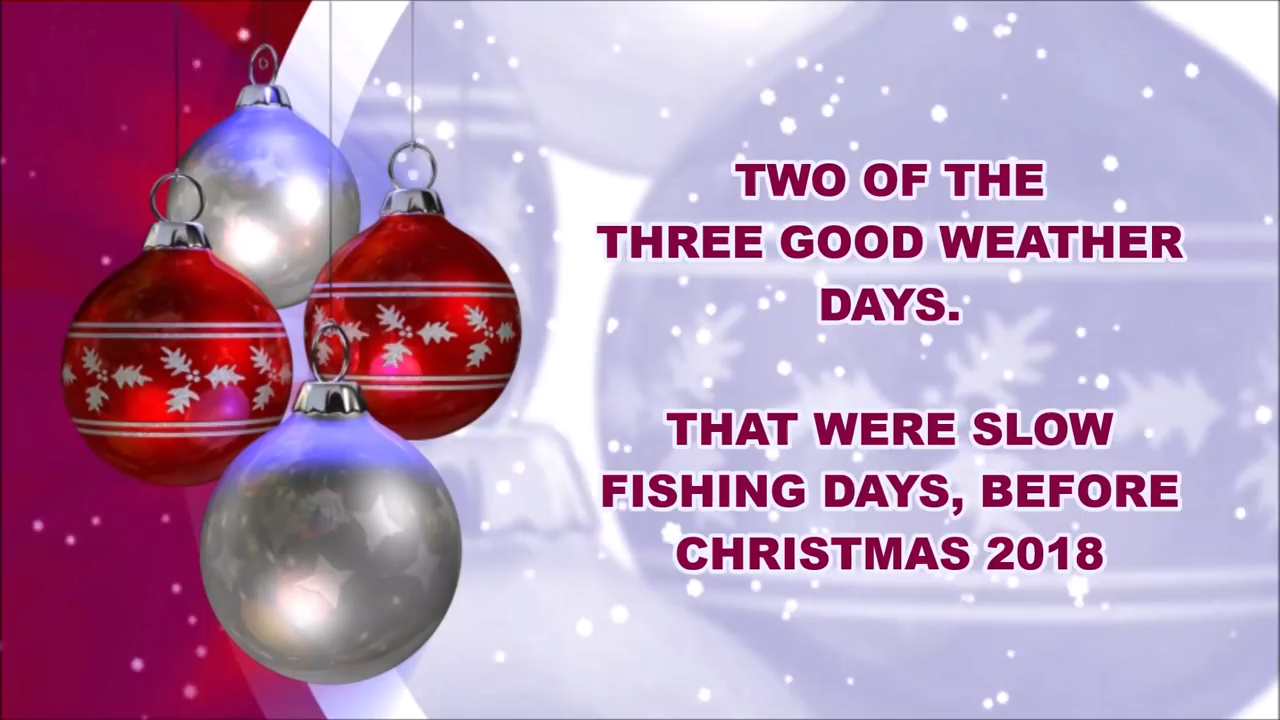 TWO OF THE
THREE GOOD WEATHER
DAYS.
THAT WERE SLOW
FISHING DAYS, BEFORE
CHRISTMAS 2018